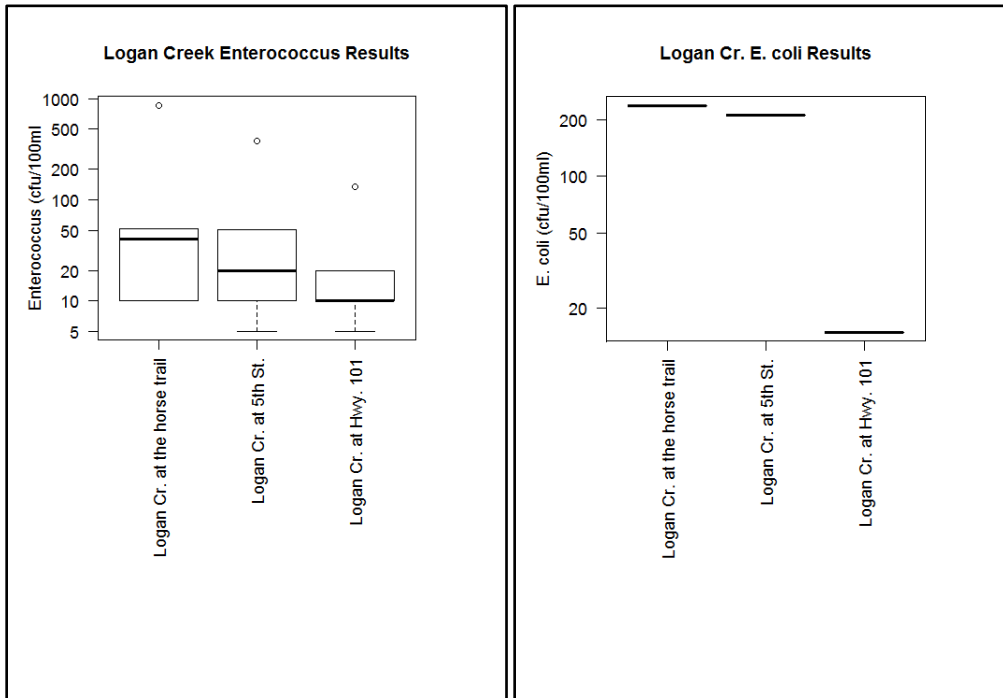 Logan Creek Enterococcus Results
Enterococcus (cfu/100ml
1000
500
200
100
50
20
10
5
Logan Cr. at the horse trail
Logan Cr. at 5th St.
Logan Cr. at Hwy. 101
Logan Cr. E. coli Results
E. coli (cfu/100ml)
200
100
50
20
Logan Cr. at the horse trail
Logan Cr. at 5th St.
Logan Cr. at Hwy. 101